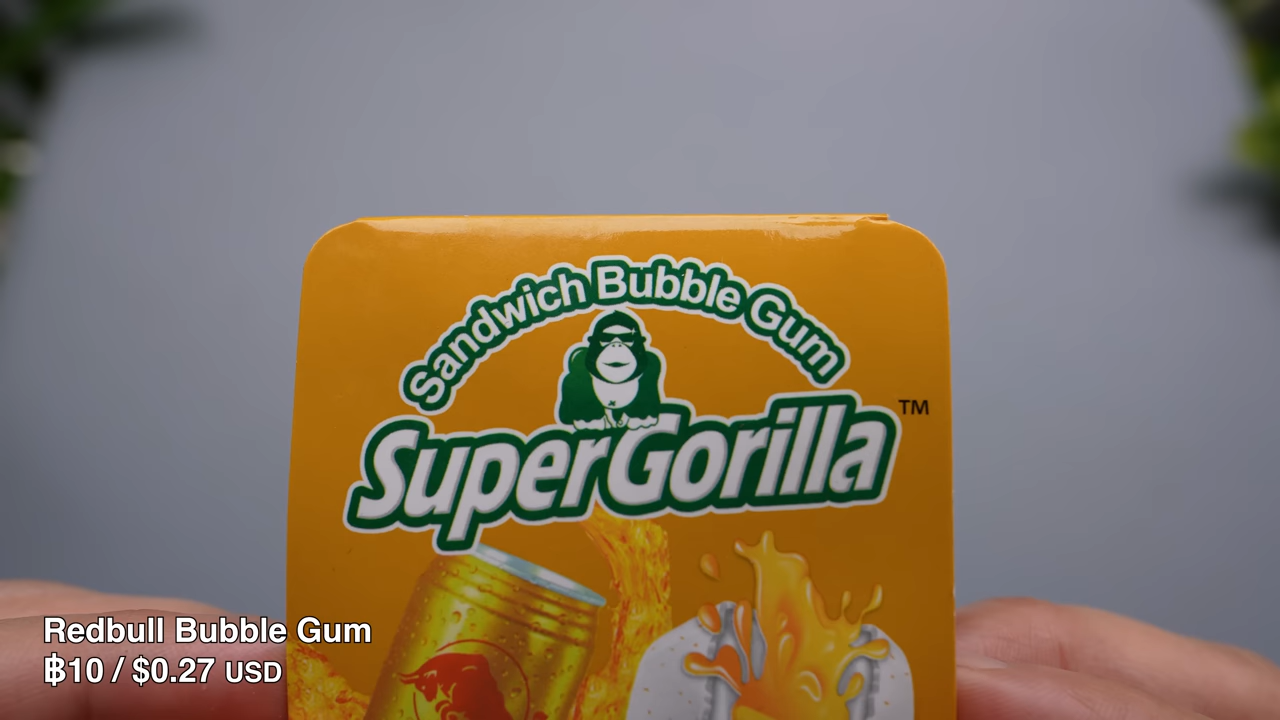 Sandwich Bubble Gum
SuperGorilla™
Redbull Bubble Gum
฿10 / $0.27 USD